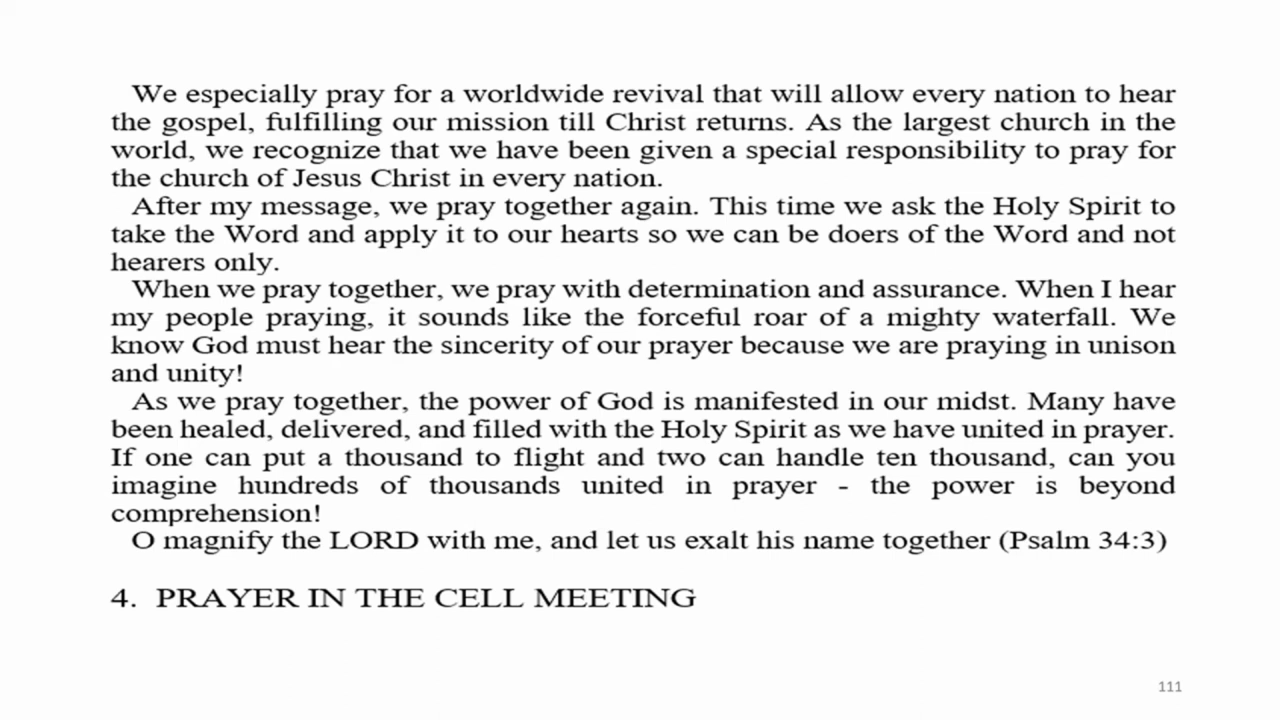 We especially pray for a worldwide revival that will allow every nation to hear
the gospel, fulfilling our mission till Christ returns. As the largest church in the
world, we recognize that we have been given a special responsibility to pray for
the church of Jesus Christ in every nation.
After my message, we pray together again. This time we ask the Holy Spirit to
take the Word and apply it to our hearts so we can be doers of the Word and not
hearers only.
When we pray together, we pray with determination and assurance. When I hear
my people praying, it sounds like the forceful roar of a mighty waterfall. We
know God must hear the sincerity of our prayer because we are praying in unison
and unity!
As we pray together, the power of God is manifested in our midst. Many have
been healed, delivered, and filled with the Holy Spirit as we have united in prayer.
If one can put a thousand to flight and two can handle ten thousand, can you
imagine hundreds of thousands united in prayer - the power is beyond
comprehension!
O magnify the LORD with me, and let us exalt his name together (Psalm 34:3)
4. PRAYER IN THE CELL MEETING
111